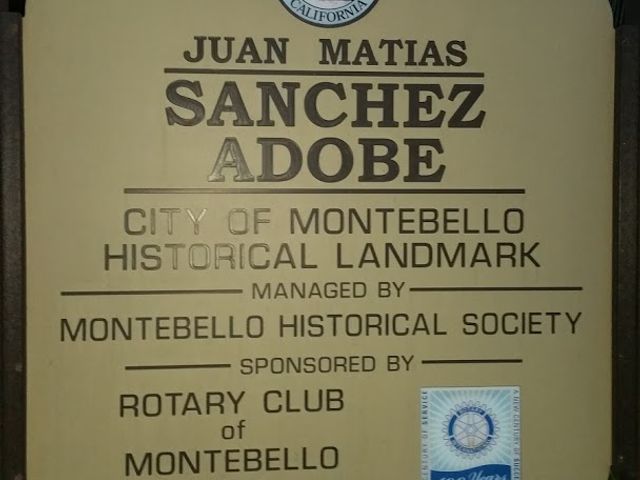 CALIFORNIA
JUAN MATIAS
SANCHEZ
ADOBE
CITY OF MONTEBELLO
HISTORICAL LANDMARK
MANAGED BY
MONTEBELLO HISTORICAL SOCIETY
SPONSORED BY
ROTARY CLUB
of
MONTEBELLO